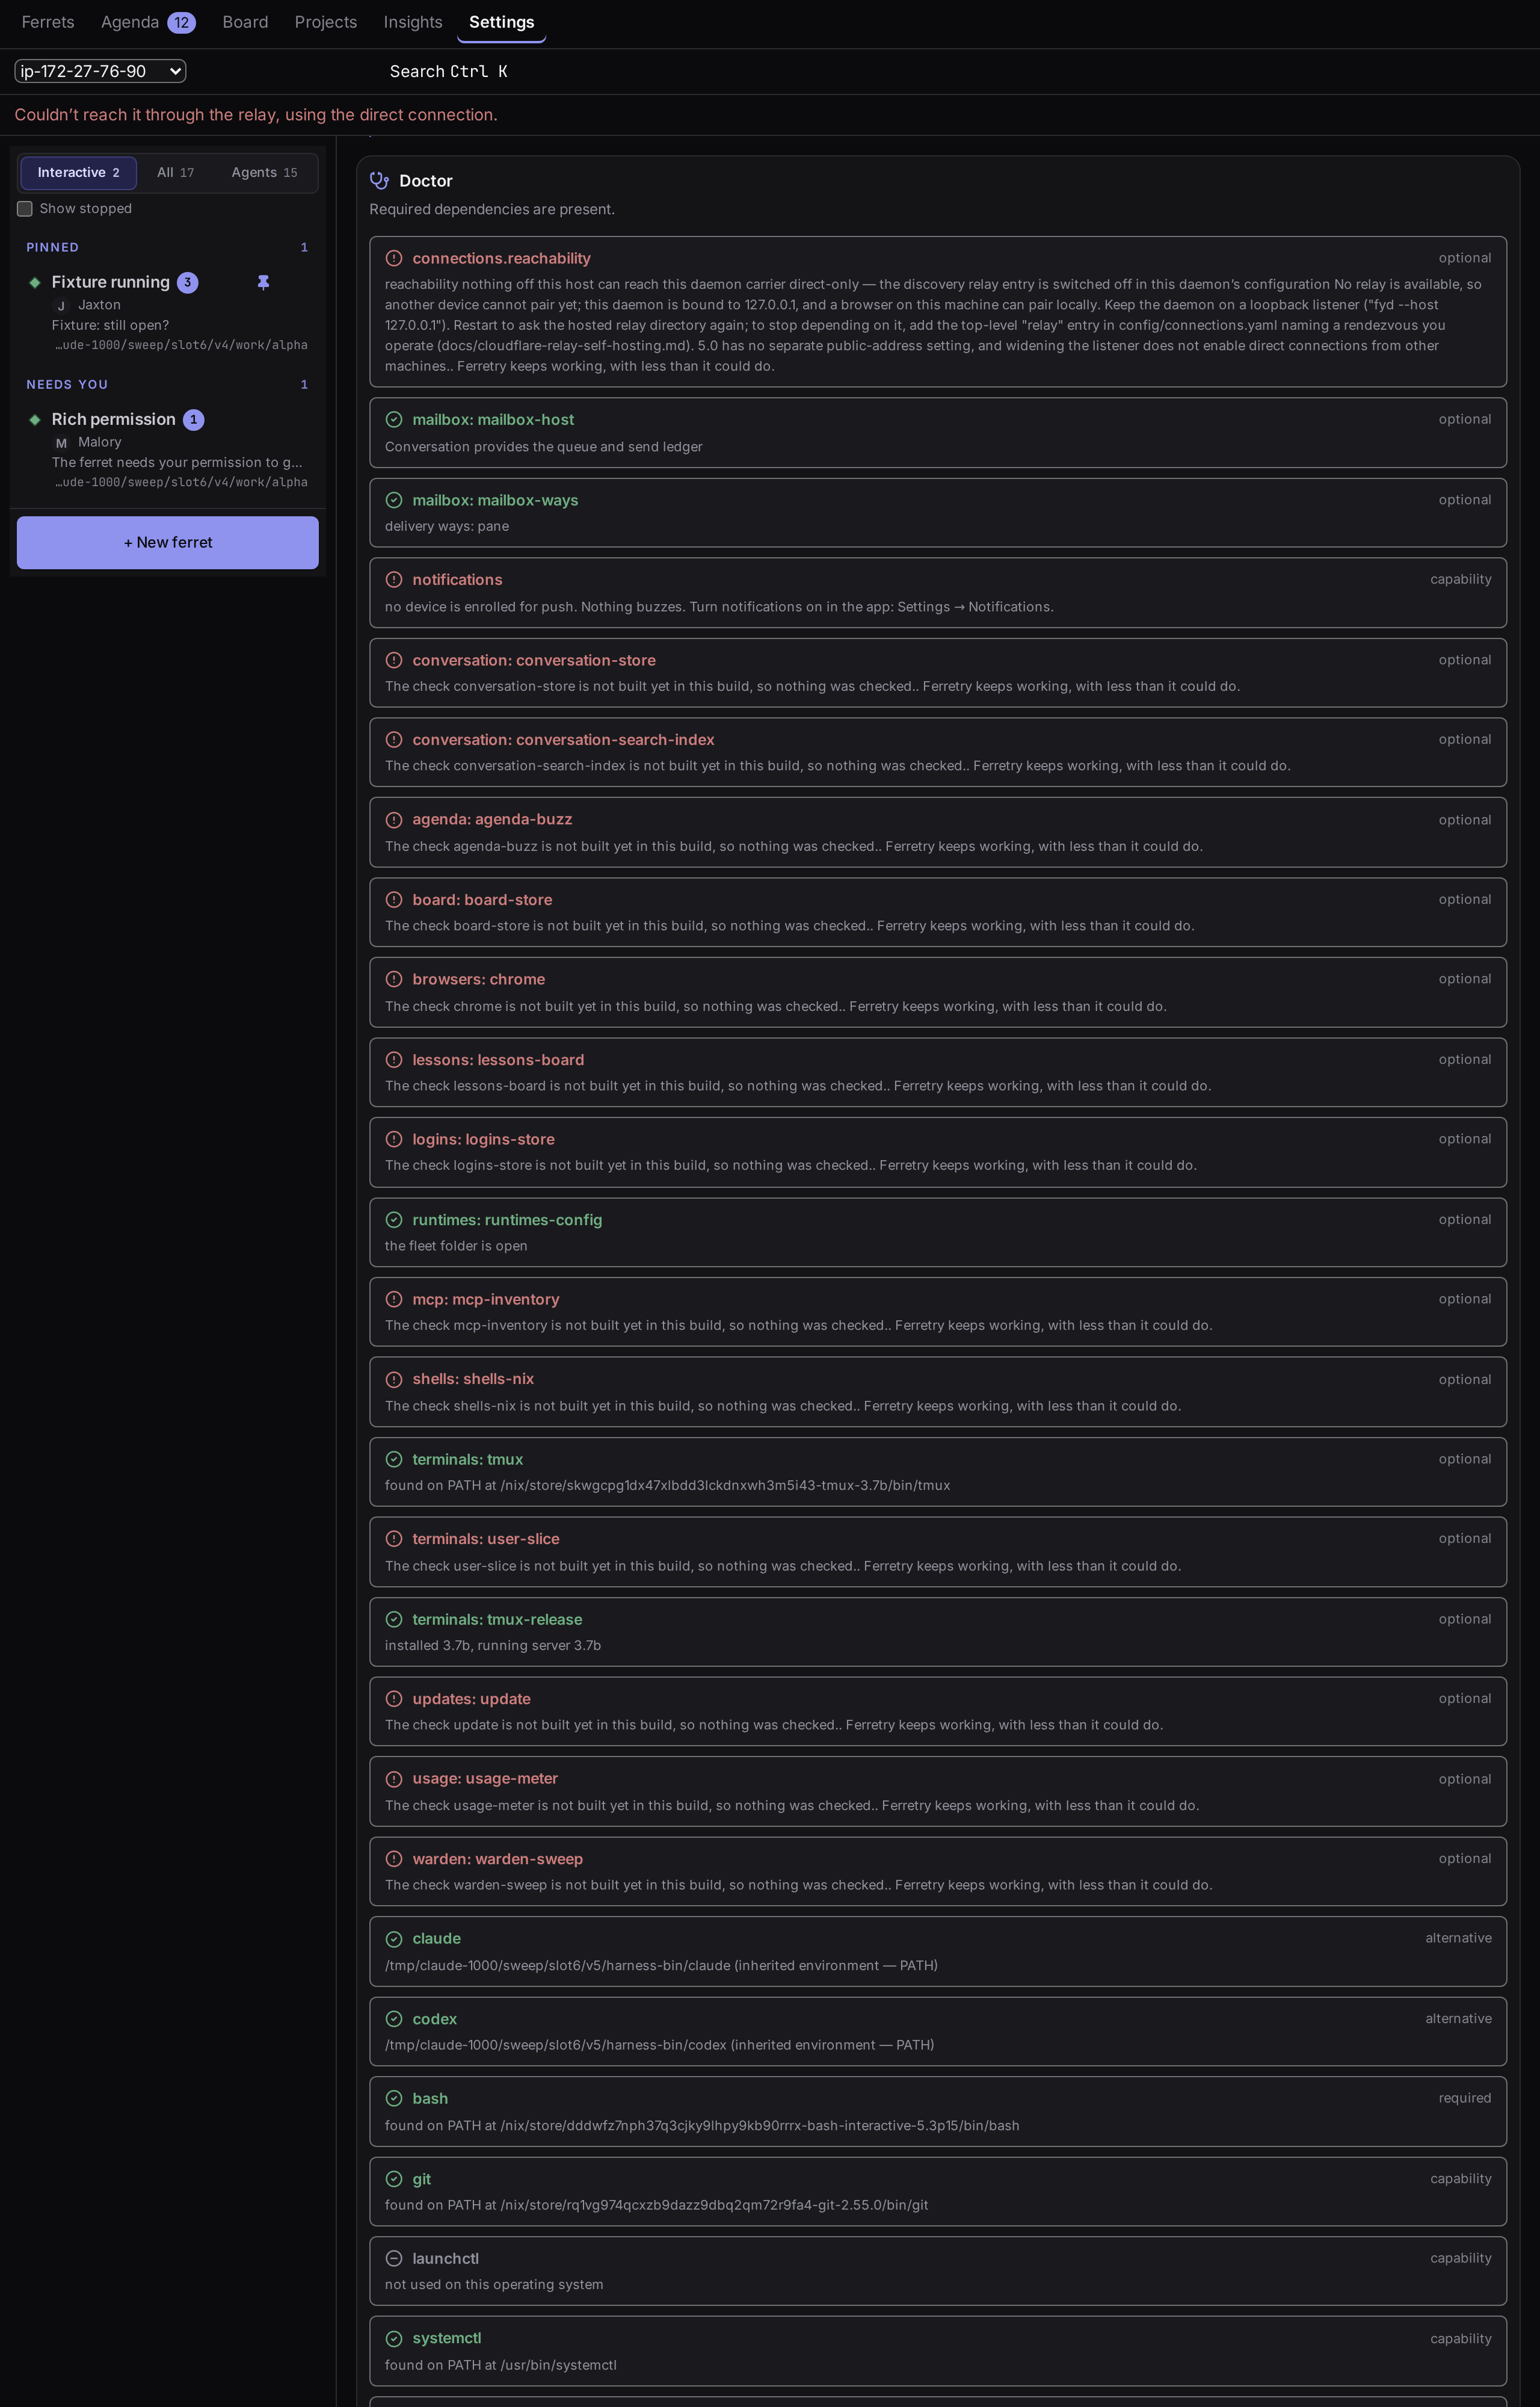 Ferrets Agenda 12 Board Projects Insights Settings
ip-172-27-76-90
Search Ctrl K
Couldn’t reach it through the relay, using the direct connection.
Interactive 2 All 17 Agents 15
Show stopped
PINNED 1
Fixture running 3
J Jaxton
Fixture: still open?
…ude-1000/sweep/slot6/v4/work/alpha
NEEDS YOU 1
Rich permission 1
M Malory
The ferret needs your permission to g…
…ude-1000/sweep/slot6/v4/work/alpha
+ New ferret
Doctor
Required dependencies are present.
connections.reachability optional
reachability nothing off this host can reach this daemon carrier direct-only — the discovery relay entry is switched off in this daemon’s configuration No relay is available, so
another device cannot pair yet; this daemon is bound to 127.0.0.1, and a browser on this machine can pair locally. Keep the daemon on a loopback listener ("fyd --host
127.0.0.1"). Restart to ask the hosted relay directory again; to stop depending on it, add the top-level "relay" entry in config/connections.yaml naming a rendezvous you
operate (docs/cloudflare-relay-self-hosting.md). 5.0 has no separate public-address setting, and widening the listener does not enable direct connections from other
machines.. Ferretry keeps working, with less than it could do.
mailbox: mailbox-host optional
Conversation provides the queue and send ledger
mailbox: mailbox-ways optional
delivery ways: pane
notifications capability
no device is enrolled for push. Nothing buzzes. Turn notifications on in the app: Settings → Notifications.
conversation: conversation-store optional
The check conversation-store is not built yet in this build, so nothing was checked.. Ferretry keeps working, with less than it could do.
conversation: conversation-search-index optional
The check conversation-search-index is not built yet in this build, so nothing was checked.. Ferretry keeps working, with less than it could do.
agenda: agenda-buzz optional
The check agenda-buzz is not built yet in this build, so nothing was checked.. Ferretry keeps working, with less than it could do.
board: board-store optional
The check board-store is not built yet in this build, so nothing was checked.. Ferretry keeps working, with less than it could do.
browsers: chrome optional
The check chrome is not built yet in this build, so nothing was checked.. Ferretry keeps working, with less than it could do.
lessons: lessons-board optional
The check lessons-board is not built yet in this build, so nothing was checked.. Ferretry keeps working, with less than it could do.
logins: logins-store optional
The check logins-store is not built yet in this build, so nothing was checked.. Ferretry keeps working, with less than it could do.
runtimes: runtimes-config optional
the fleet folder is open
mcp: mcp-inventory optional
The check mcp-inventory is not built yet in this build, so nothing was checked.. Ferretry keeps working, with less than it could do.
shells: shells-nix optional
The check shells-nix is not built yet in this build, so nothing was checked.. Ferretry keeps working, with less than it could do.
terminals: tmux optional
found on PATH at /nix/store/skwgcpg1dx47xlbdd3lckdnxwh3m5i43-tmux-3.7b/bin/tmux
terminals: user-slice optional
The check user-slice is not built yet in this build, so nothing was checked.. Ferretry keeps working, with less than it could do.
terminals: tmux-release optional
installed 3.7b, running server 3.7b
updates: update optional
The check update is not built yet in this build, so nothing was checked.. Ferretry keeps working, with less than it could do.
usage: usage-meter optional
The check usage-meter is not built yet in this build, so nothing was checked.. Ferretry keeps working, with less than it could do.
warden: warden-sweep optional
The check warden-sweep is not built yet in this build, so nothing was checked.. Ferretry keeps working, with less than it could do.
claude alternative
/tmp/claude-1000/sweep/slot6/v5/harness-bin/claude (inherited environment — PATH)
codex alternative
/tmp/claude-1000/sweep/slot6/v5/harness-bin/codex (inherited environment — PATH)
bash required
found on PATH at /nix/store/dddwfz7nph37q3cjky9lhpy9kb90rrrx-bash-interactive-5.3p15/bin/bash
git capability
found on PATH at /nix/store/rq1vg974qcxzb9dazz9dbq2qm72r9fa4-git-2.55.0/bin/git
launchctl capability
not used on this operating system
systemctl capability
found on PATH at /usr/bin/systemctl